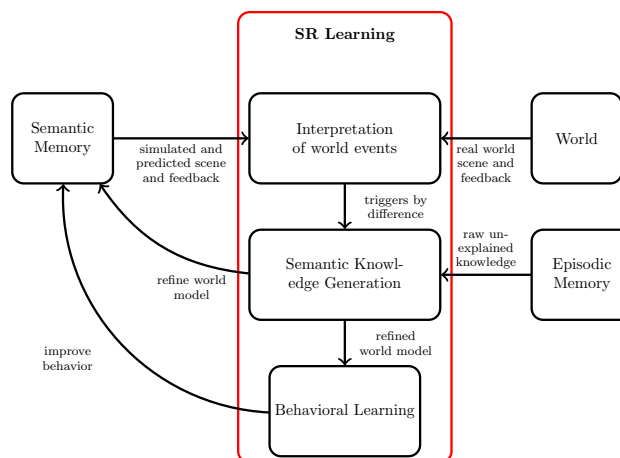 SR Learning
Semantic
Memory
simulated and
predicted scene
and feedback
Interpretation
of world events
real world
scene and
feedback
World
triggers by
difference
refine world
model
Semantic Knowl-
edge Generation
raw un-
explained
knowledge
Episodic
Memory
refined
world model
improve
behavior
Behavioral Learning